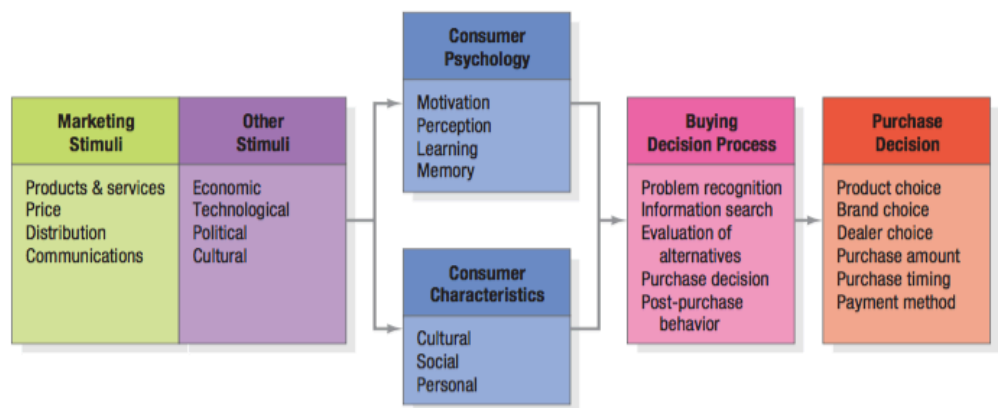 Marketing
Stimuli
Products & services
Price
Distribution
Communications
Other
Stimuli
Economic
Technological
Political
Cultural
Consumer
Psychology
Motivation
Perception
Learning
Memory
Consumer
Characteristics
Cultural
Social
Personal
Buying
Decision Process
Problem recognition
Information search
Evaluation of
alternatives
Purchase decision
Post-purchase
behavior
Purchase
Decision
Product choice
Brand choice
Dealer choice
Purchase amount
Purchase timing
Payment method